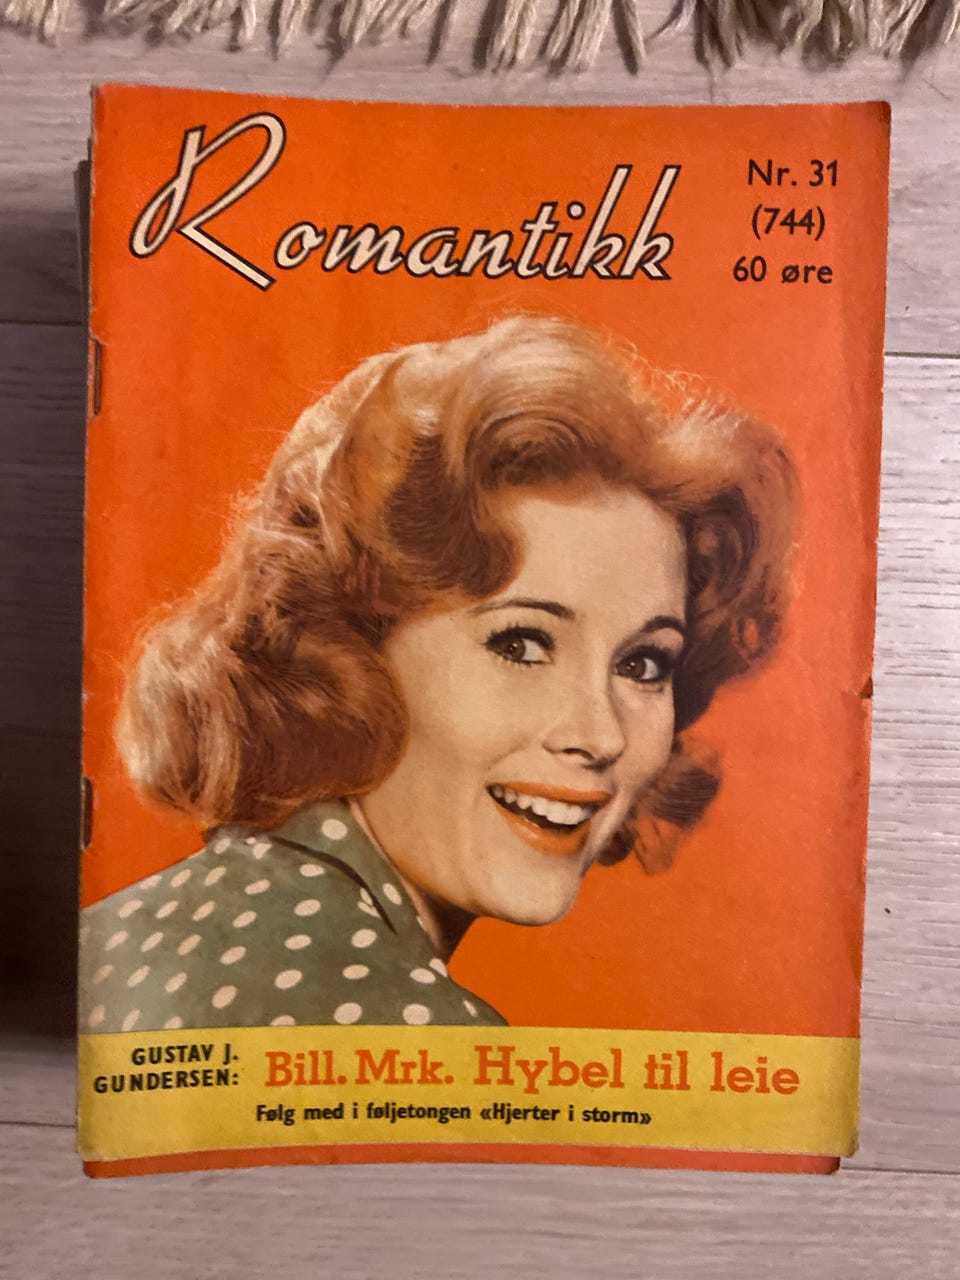 Romantikk
Nr. 31
(744)
60 øre
GUSTAV J.
GUNDERSEN:
Bill. Mrk. Hybel til leie
Følg med i føljetongen «Hjerter i storm»